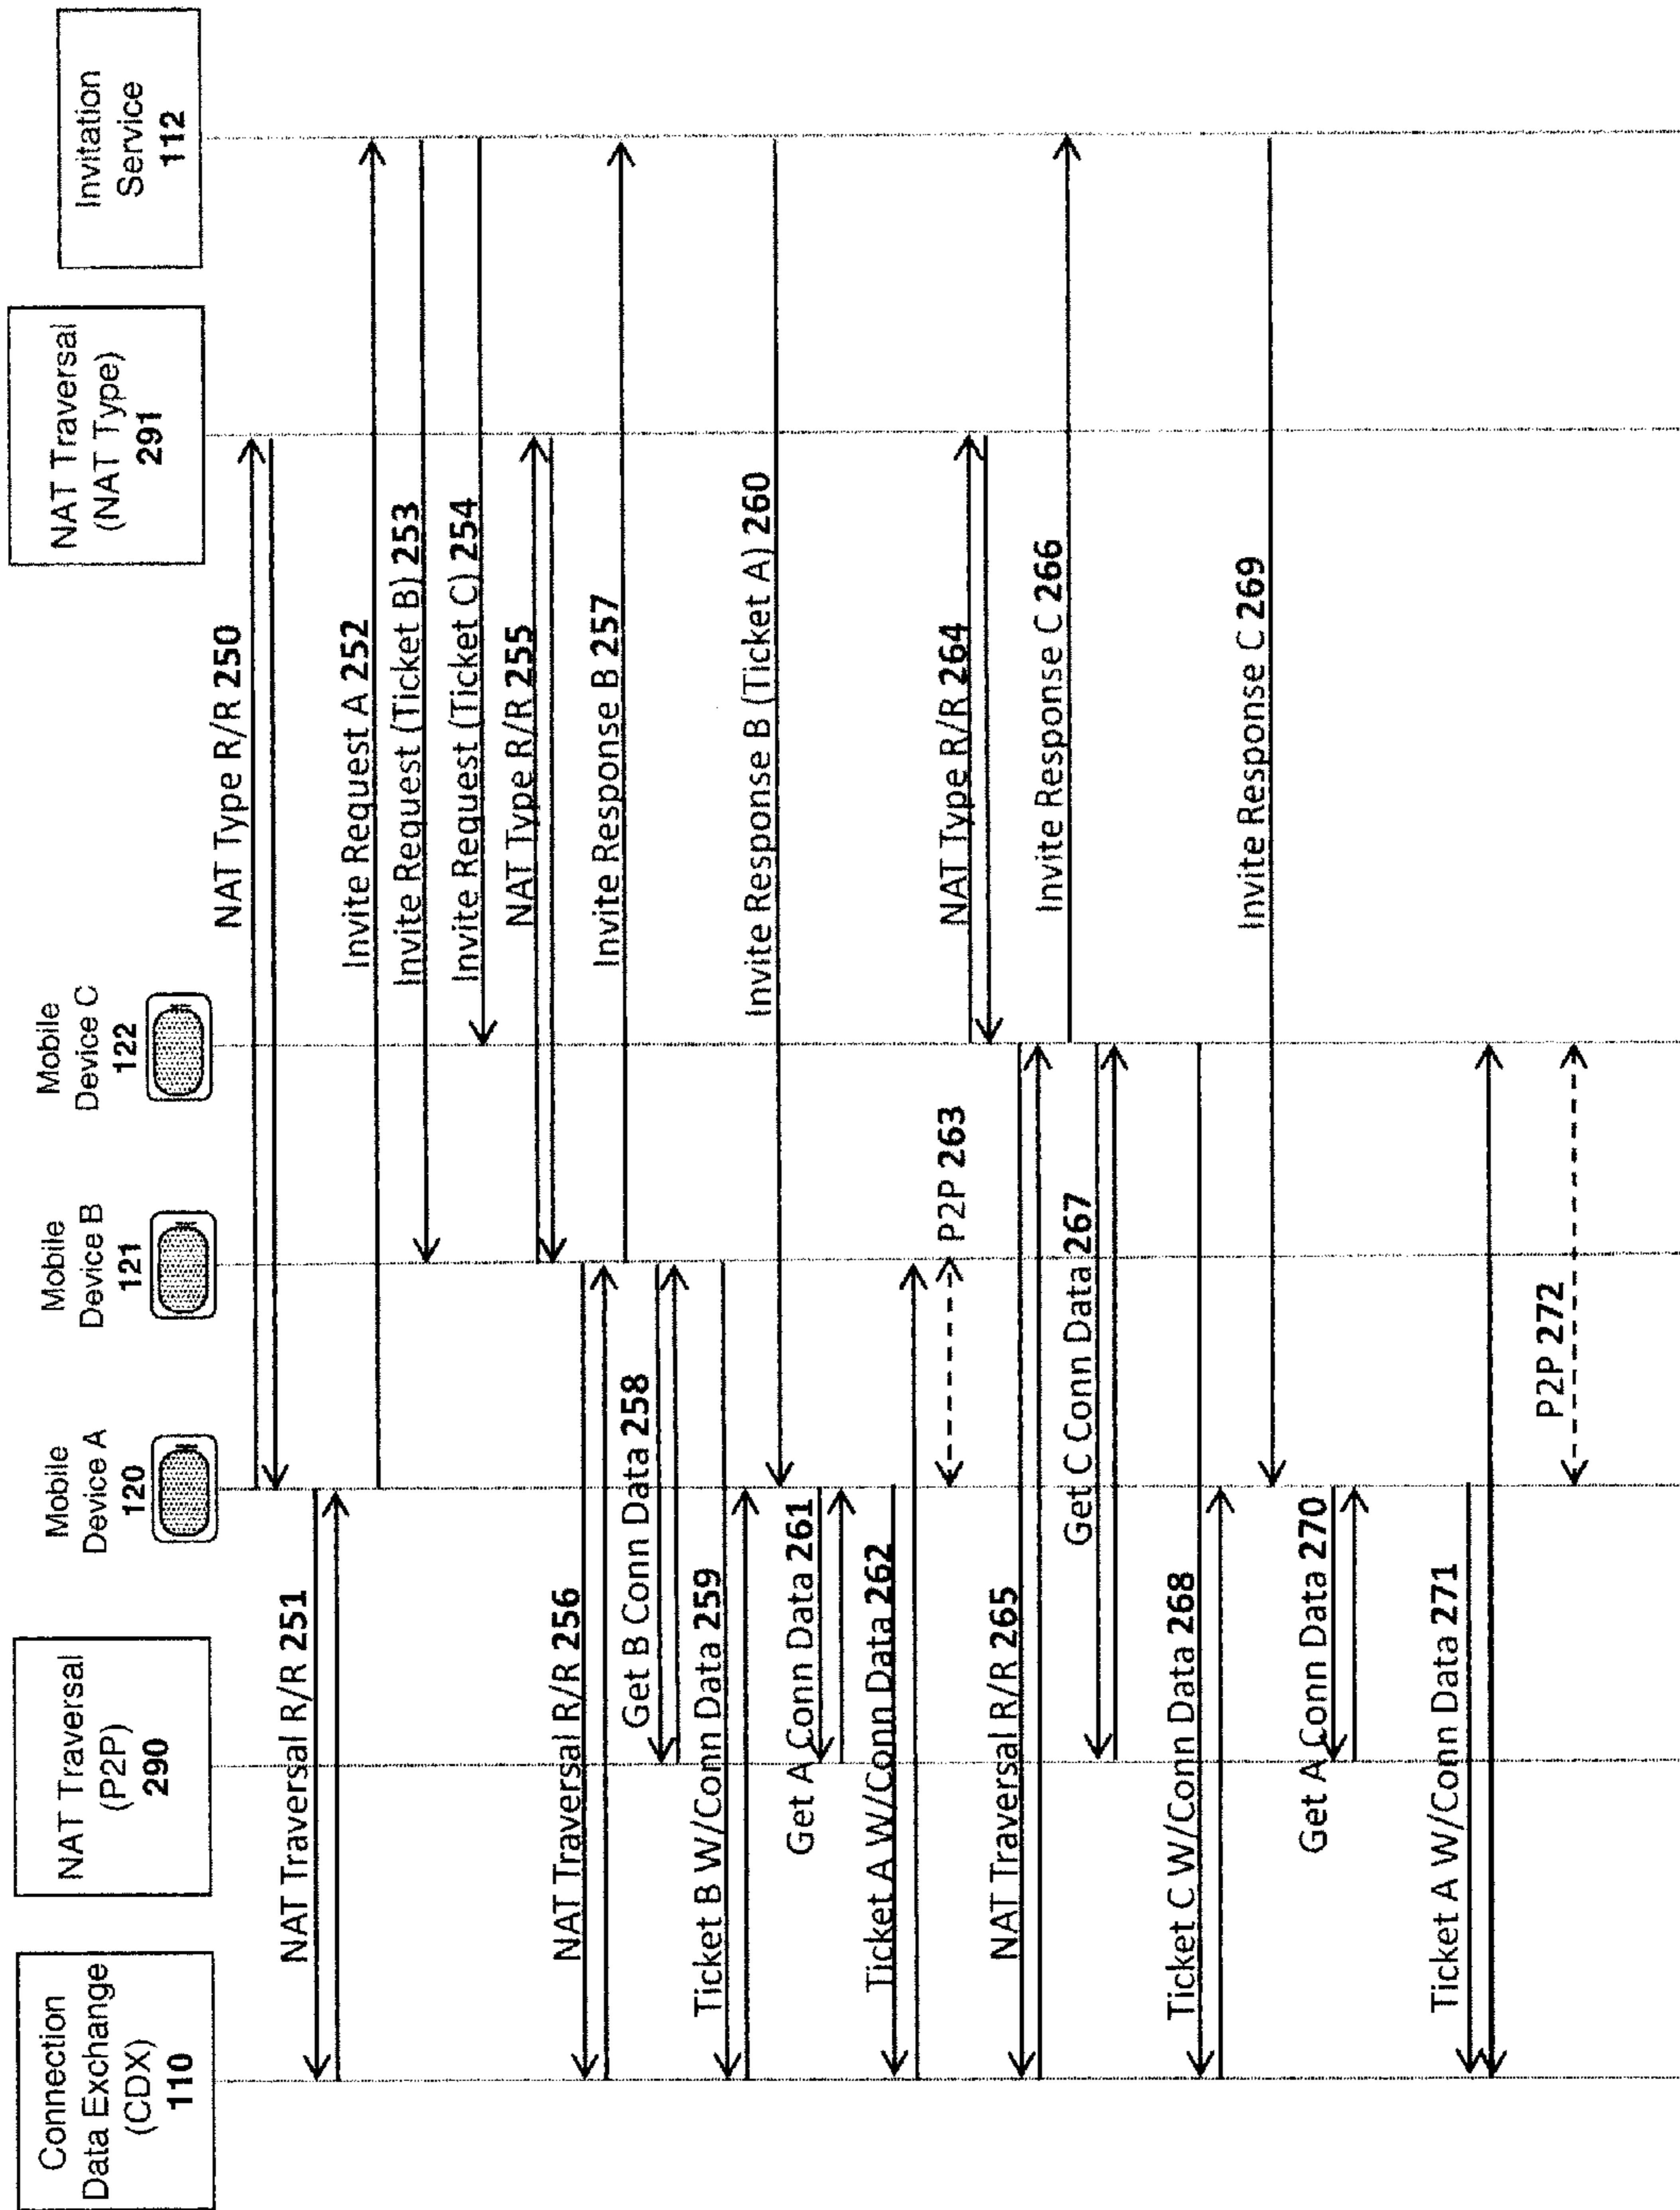 Connection
Data Exchange
(CDX)
110
NAT Traversal
(P2P)
290
Mobile
Device A
120
Mobile
Device B
121
Mobile
Device C
122
NAT Traversal
(NAT Type)
291
Invitation
Service
112
NAT Type R/R 250
NAT Traversal R/R 251
Invite Request A 252
Invite Request (Ticket B) 253
Invite Request (Ticket C) 254
NAT Type R/R 255
NAT Traversal R/R 256
Invite Response B 257
Get B Conn Data 258
Ticket B W/Conn Data 259
Invite Response B (Ticket A) 260
Get A Conn Data 261
Ticket A W/Conn Data 262
P2P 263
NAT Type R/R 264
NAT Traversal R/R 265
Invite Response C 266
Get C Conn Data 267
Ticket C W/Conn Data 268
Invite Response C 269
Get A Conn Data 270
Ticket A W/Conn Data 271
P2P 272